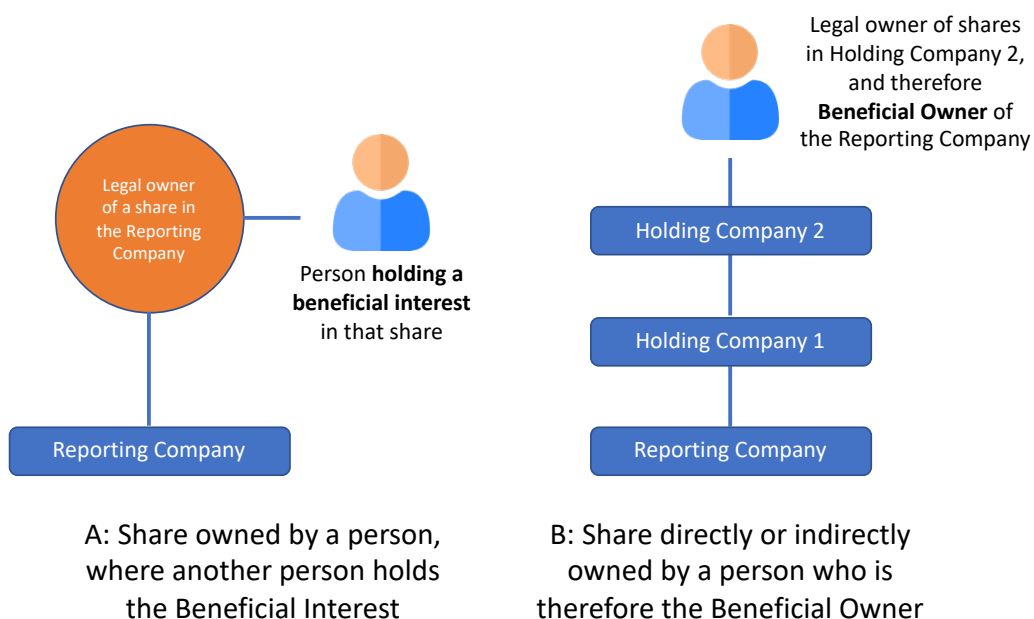 Legal owner of shares
in Holding Company 2,
and therefore
Beneficial Owner of
the Reporting Company
Legal owner
of a share in
the Reporting
Company
Person holding a
beneficial interest
in that share
Reporting Company
Holding Company 2
Holding Company 1
Reporting Company
A: Share owned by a person,
where another person holds
the Beneficial Interest
B: Share directly or indirectly
owned by a person who is
therefore the Beneficial Owner